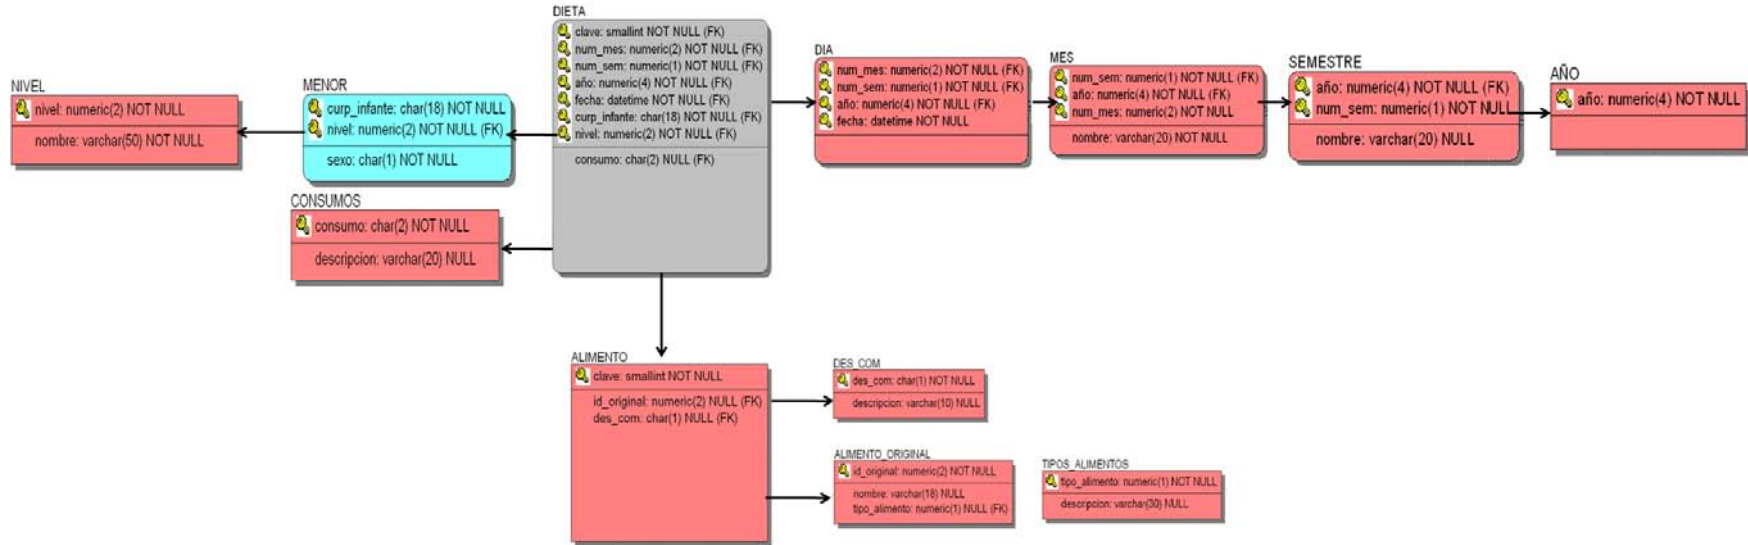 DIETA
clave: smallint NOT NULL (FK)
num_mes: numeric(2) NOT NULL (FK)
num_sem: numeric(1) NOT NULL (FK)
año: numeric(4) NOT NULL (FK)
fecha: datetime NOT NULL (FK)
curp_infante: char(18) NOT NULL (FK)
nivel: numeric(2) NOT NULL (FK)
consumo: char(2) NULL (FK)
NIVEL
nivel: numeric(2) NOT NULL
nombre: varchar(50) NOT NULL
MENOR
curp_infante: char(18) NOT NULL
nivel: numeric(2) NOT NULL (FK)
sexo: char(1) NOT NULL
CONSUMOS
consumo: char(2) NOT NULL
descripcion: varchar(20) NULL
DIA
num_mes: numeric(2) NOT NULL (FK)
num_sem: numeric(1) NOT NULL (FK)
año: numeric(4) NOT NULL (FK)
fecha: datetime NOT NULL
MES
num_sem: numeric(1) NOT NULL (FK)
año: numeric(4) NOT NULL (FK)
num_mes: numeric(2) NOT NULL
nombre: varchar(20) NOT NULL
SEMESTRE
año: numeric(4) NOT NULL (FK)
num_sem: numeric(1) NOT NULL
nombre: varchar(20) NULL
AÑO
año: numeric(4) NOT NULL
ALIMENTO
clave: smallint NOT NULL
id_original: numeric(2) NULL (FK)
des_com: char(1) NULL (FK)
DES_COM
des_com: char(1) NOT NULL
descripcion: varchar(10) NULL
ALIMENTO_ORIGINAL
id_original: numeric(2) NOT NULL
nombre: varchar(18) NULL
tipo_alimento: numeric(1) NULL (FK)
TIPOS_ALIMENTOS
tipo_alimento: numeric(1) NOT NULL
descripcion: varchar(30) NULL